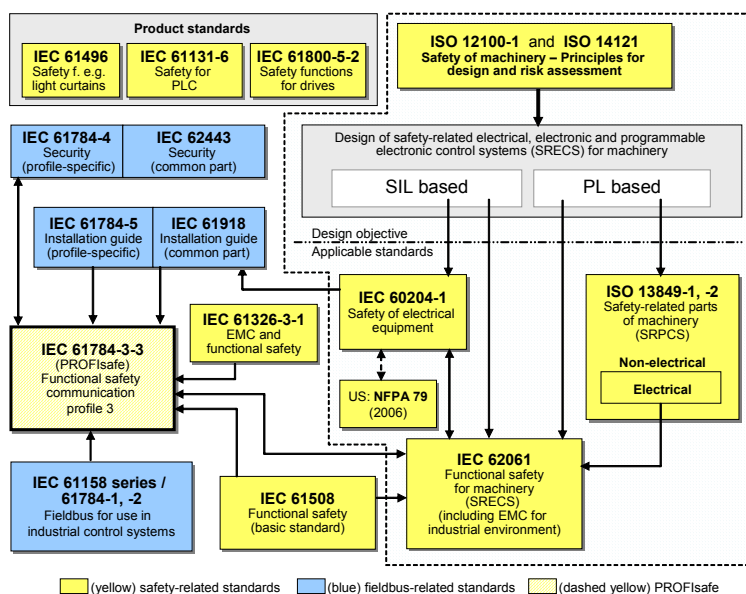 Product standards
IEC 61496
Safety f. e.g.
light curtains
IEC 61131-6
Safety for
PLC
IEC 61800-5-2
Safety functions
for drives
ISO 12100-1 and ISO 14121
Safety of machinery – Principles for
design and risk assessment
Design of safety-related electrical, electronic and programmable
electronic control systems (SRECS) for machinery
SIL based
PL based
Design objective
Applicable standards
IEC 61784-4
Security
(profile-specific)
IEC 62443
Security
(common part)
IEC 61784-5
Installation guide
(profile-specific)
IEC 61918
Installation guide
(common part)
IEC 60204-1
Safety of electrical
equipment
ISO 13849-1, -2
Safety-related parts
of machinery
(SRPCS)
Non-electrical
Electrical
IEC 61326-3-1
EMC and
functional safety
US: NFPA 79
(2006)
IEC 61784-3-3
(PROFIsafe)
Functional safety
communication
profile 3
IEC 61158 series /
61784-1, -2
Fieldbus for use in
industrial control systems
IEC 61508
Functional safety
(basic standard)
IEC 62061
Functional safety
for machinery
(SRECS)
(including EMC for
industrial environment)
(yellow) safety-related standards
(blue) fieldbus-related standards
(dashed yellow) PROFIsafe